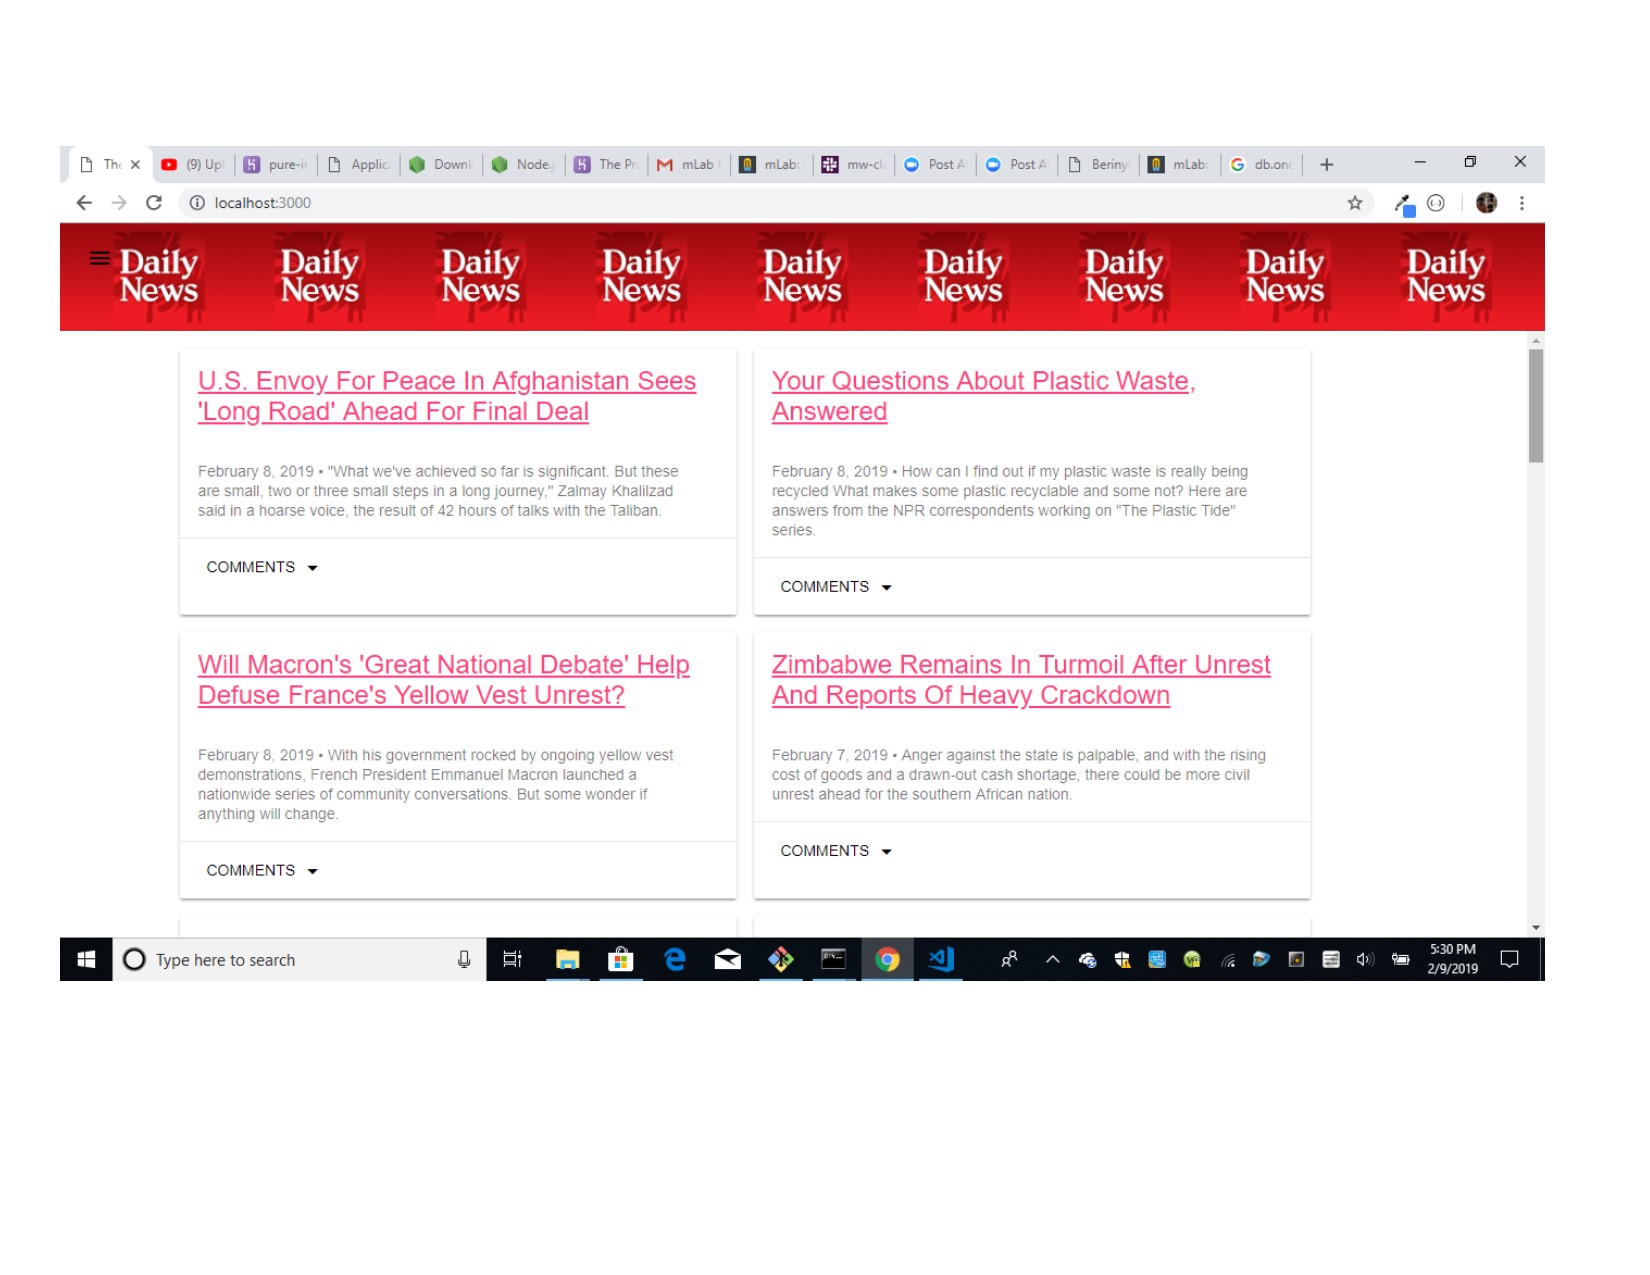 The
(9) Up
pure-i
Applic
Downl
Node.j
The Pr
mLab
mLab:
mw-cl
Post A
Post A
Beriny
mLab:
db.one
localhost:3000
Daily Daily Daily Daily Daily Daily Daily Daily Daily
News News News News News News News News News
U.S. Envoy For Peace In Afghanistan Sees
'Long Road' Ahead For Final Deal
February 8, 2019 • "What we've achieved so far is significant. But these
are small, two or three small steps in a long journey," Zalmay Khalilzad
said in a hoarse voice, the result of 42 hours of talks with the Taliban.
COMMENTS
Your Questions About Plastic Waste,
Answered
February 8, 2019 • How can I find out if my plastic waste is really being
recycled What makes some plastic recyclable and some not? Here are
answers from the NPR correspondents working on "The Plastic Tide"
series.
COMMENTS
Will Macron's 'Great National Debate' Help
Defuse France's Yellow Vest Unrest?
February 8, 2019 • With his government rocked by ongoing yellow vest
demonstrations, French President Emmanuel Macron launched a
nationwide series of community conversations. But some wonder if
anything will change.
COMMENTS
Zimbabwe Remains In Turmoil After Unrest
And Reports Of Heavy Crackdown
February 7, 2019 • Anger against the state is palpable, and with the rising
cost of goods and a drawn-out cash shortage, there could be more civil
unrest ahead for the southern African nation.
COMMENTS
Type here to search
5:30 PM
2/9/2019